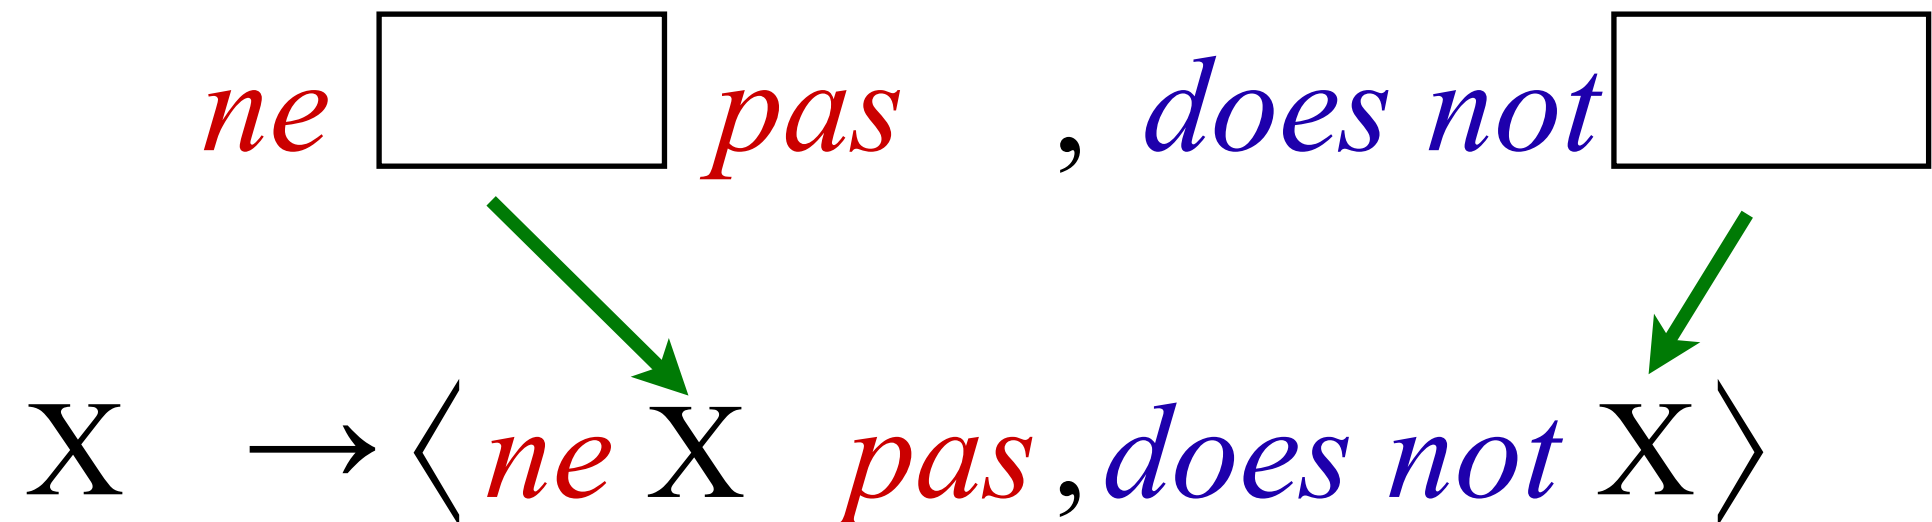 ne pas , does not
X → ⟨ ne X pas , does not X ⟩